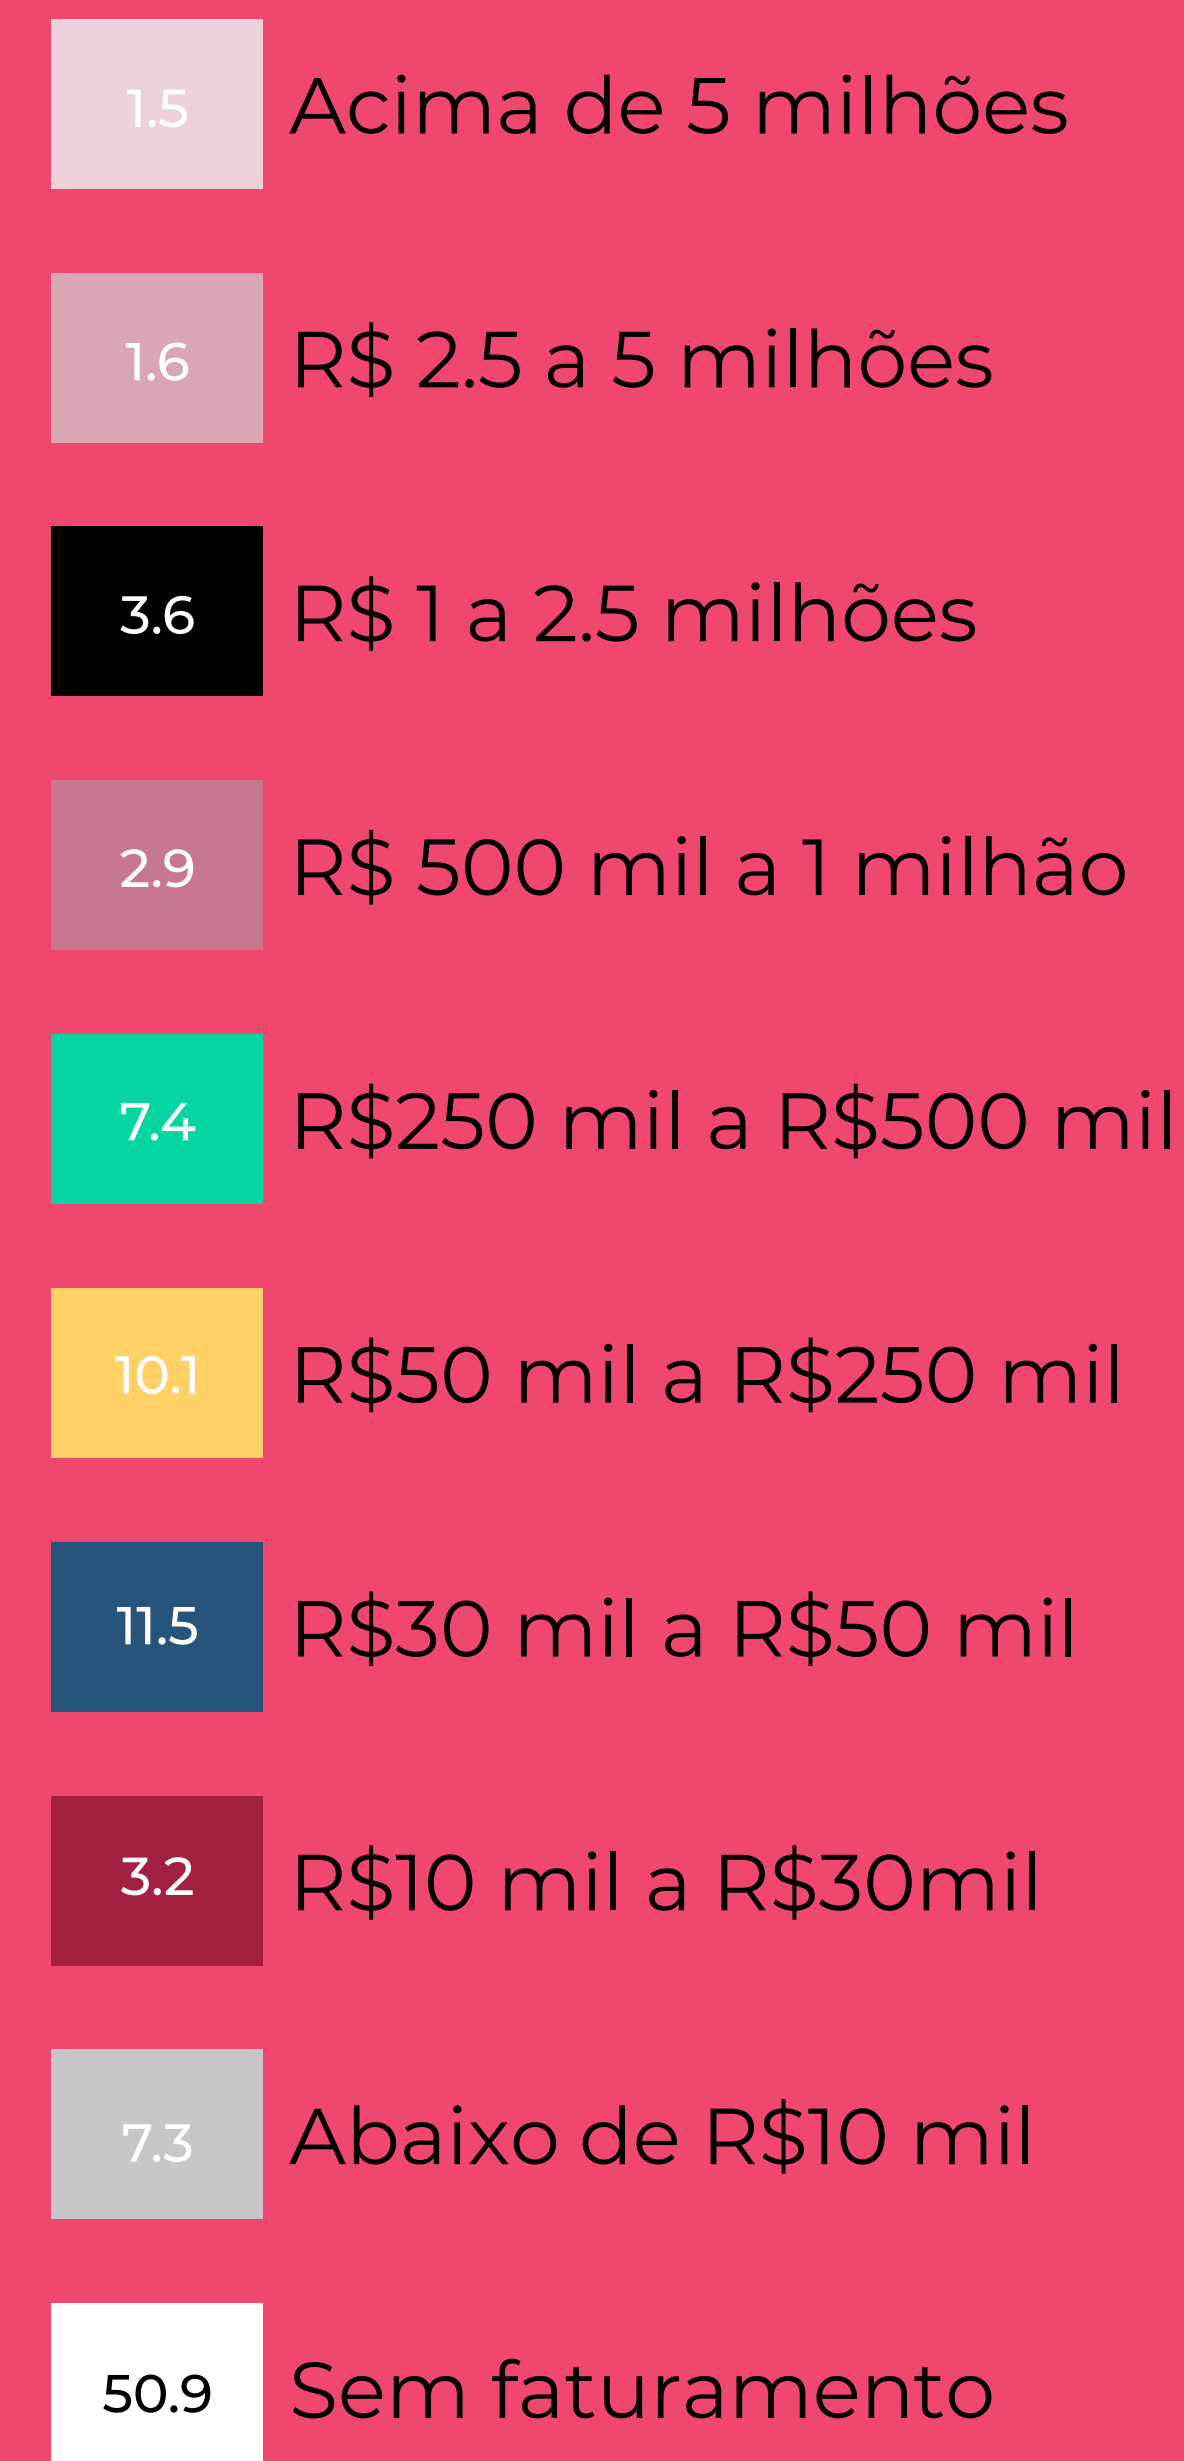 1.5 Acima de 5 milhões
1.6 R$ 2.5 a 5 milhões
3.6 R$ 1 a 2.5 milhões
2.9 R$ 500 mil a 1 milhão
7.4 R$250 mil a R$500 mil
10.1 R$50 mil a R$250 mil
11.5 R$30 mil a R$50 mil
3.2 R$10 mil a R$30mil
7.3 Abaixo de R$10 mil
50.9 Sem faturamento